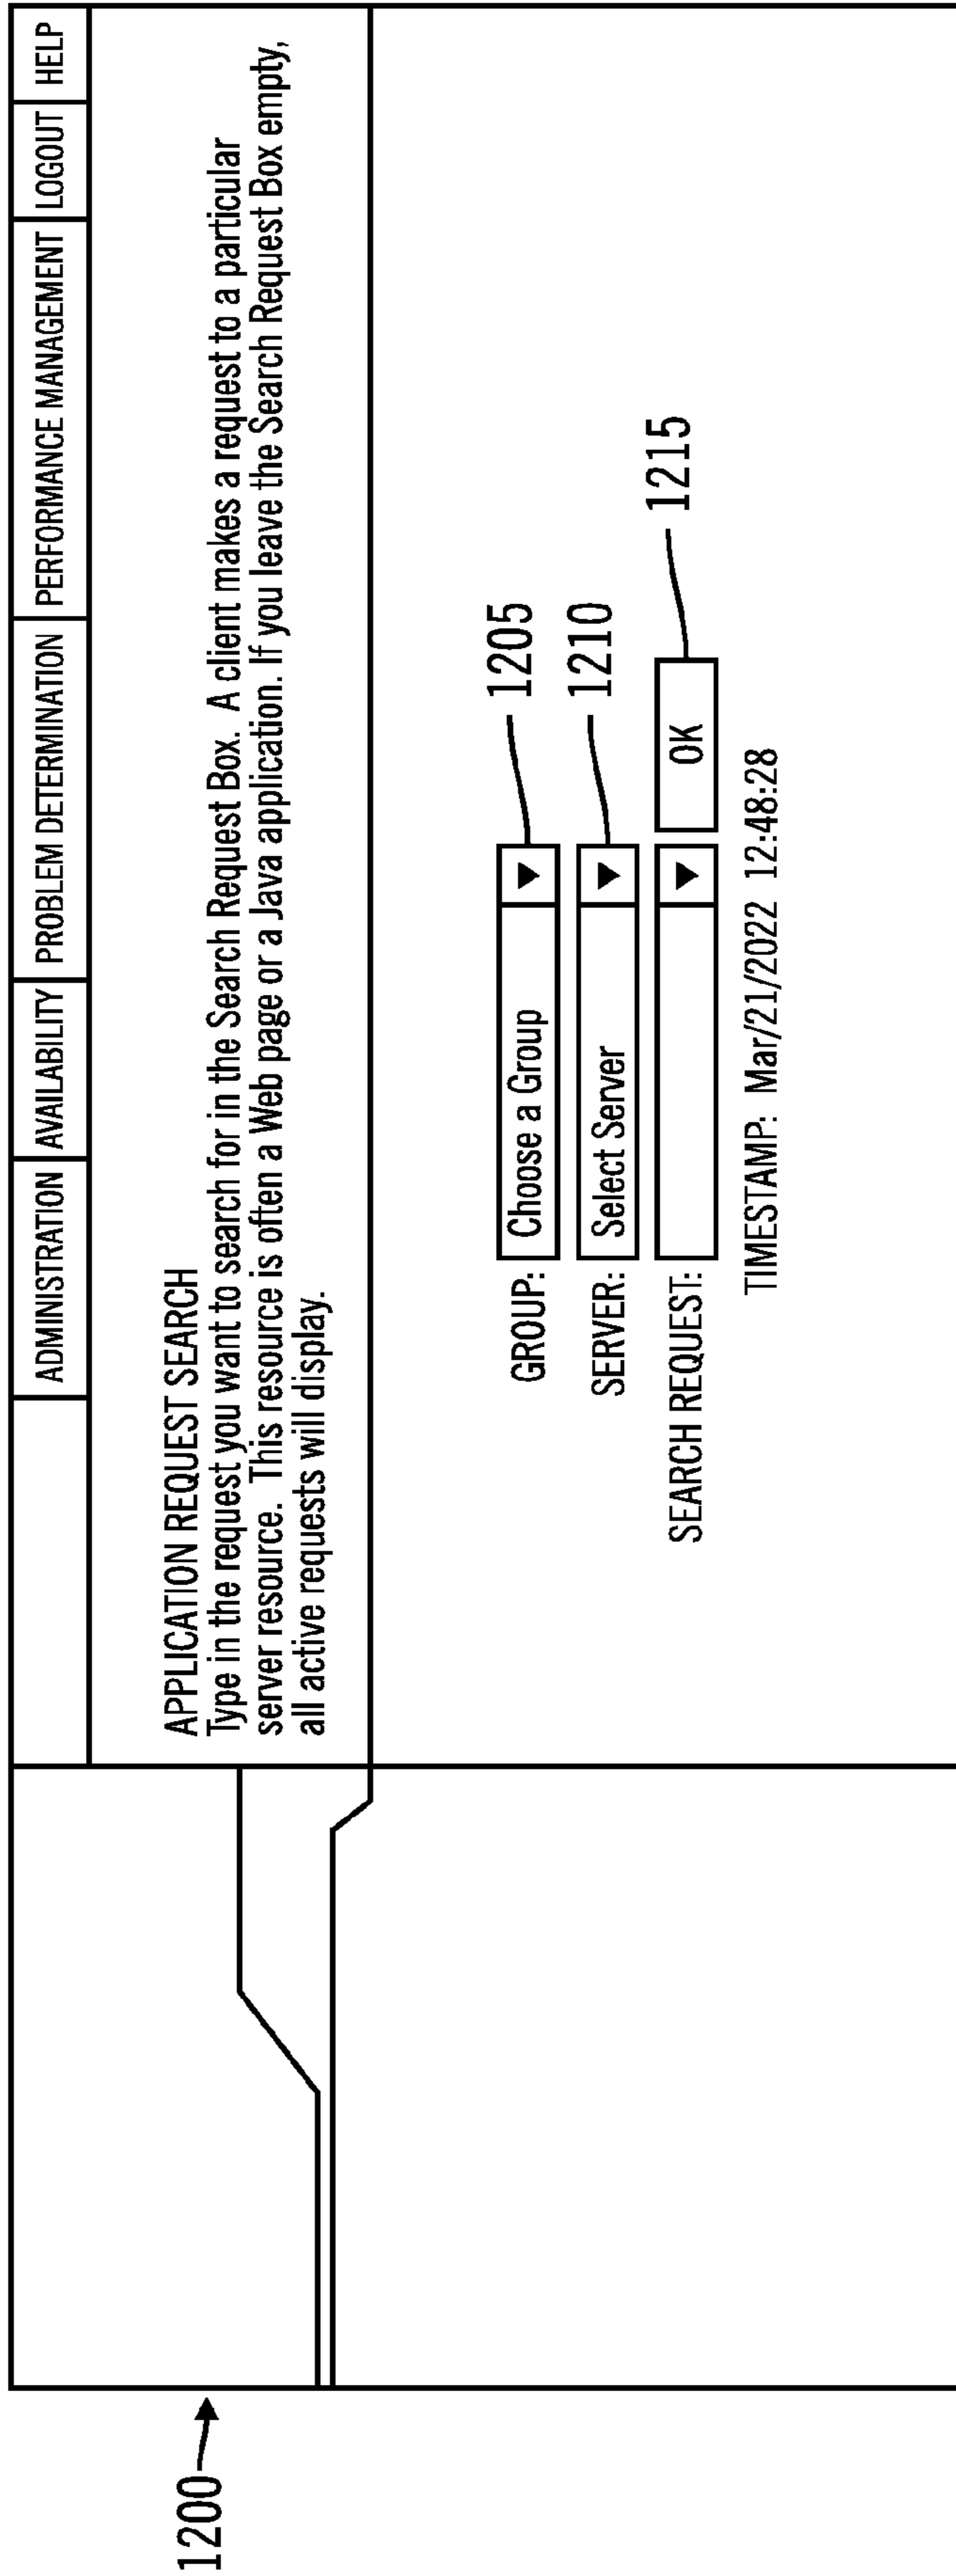 ADMINISTRATION AVAILABILITY PROBLEM DETERMINATION PERFORMANCE MANAGEMENT LOGOUT HELP
APPLICATION REQUEST SEARCH
Type in the request you want to search for in the Search Request Box. A client makes a request to a particular
server resource. This resource is often a Web page or a Java application. If you leave the Search Request Box empty,
all active requests will display.
1200
GROUP: Choose a Group 1205
SERVER: Select Server 1210
SEARCH REQUEST: OK 1215
TIMESTAMP: Mar/21/2022 12:48:28